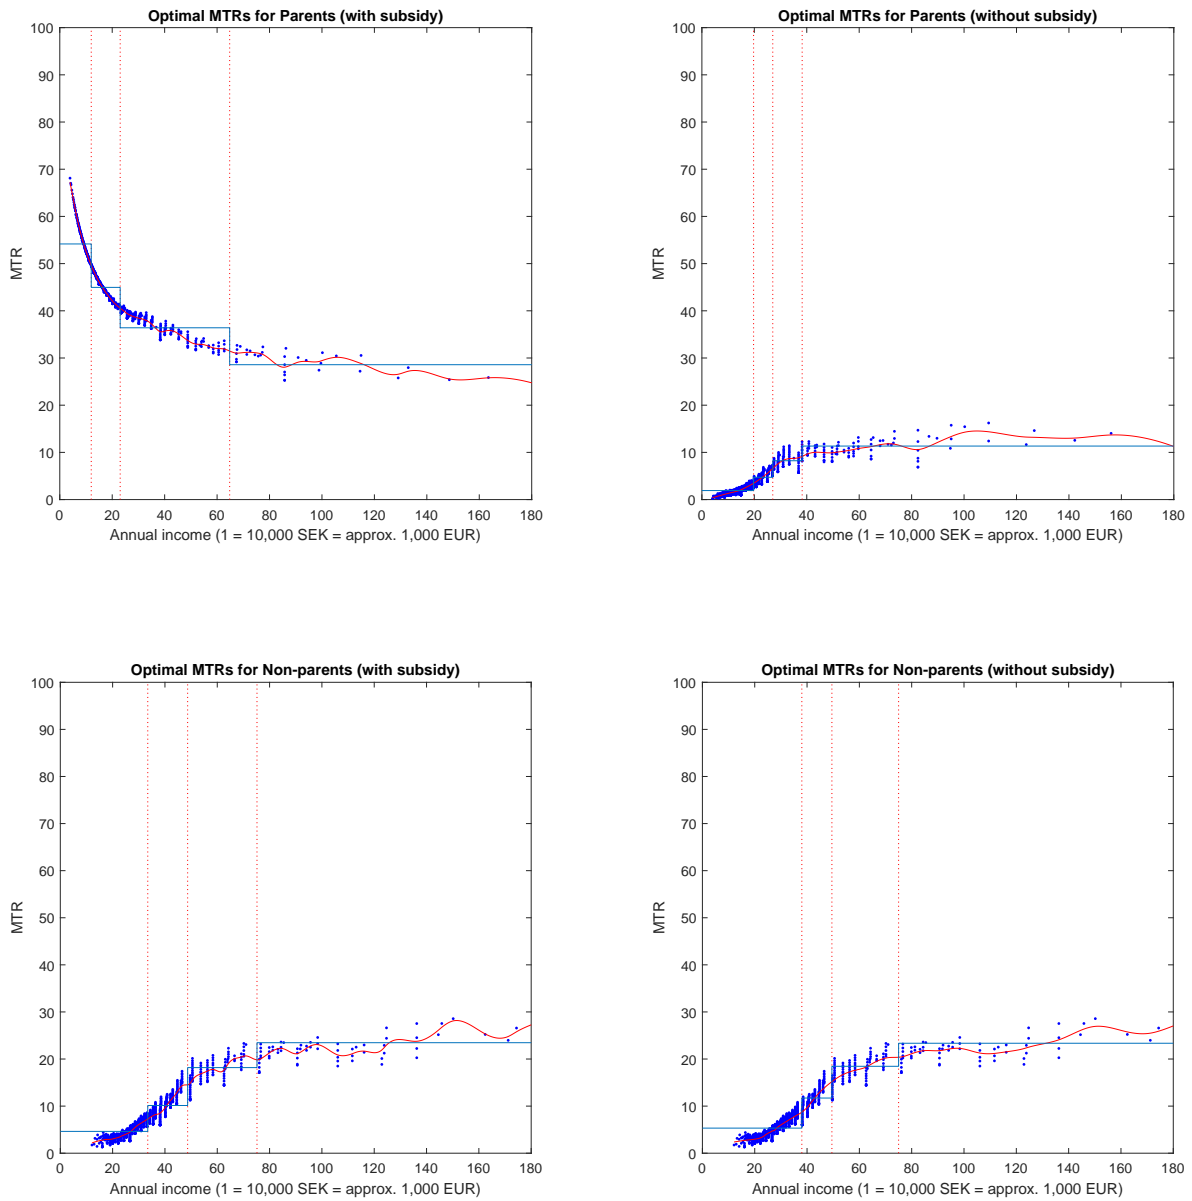 Optimal MTRs for Parents (with subsidy)
100
90
80
70
60
50
40
30
20
10
0
MTR
0 20 40 60 80 100 120 140 160 180
Annual income (1 = 10,000 SEK = approx. 1,000 EUR)
Optimal MTRs for Parents (without subsidy)
100
90
80
70
60
50
40
30
20
10
0
MTR
0 20 40 60 80 100 120 140 160 180
Annual income (1 = 10,000 SEK = approx. 1,000 EUR)
Optimal MTRs for Non-parents (with subsidy)
100
90
80
70
60
50
40
30
20
10
0
MTR
0 20 40 60 80 100 120 140 160 180
Annual income (1 = 10,000 SEK = approx. 1,000 EUR)
Optimal MTRs for Non-parents (without subsidy)
100
90
80
70
60
50
40
30
20
10
0
MTR
0 20 40 60 80 100 120 140 160 180
Annual income (1 = 10,000 SEK = approx. 1,000 EUR)